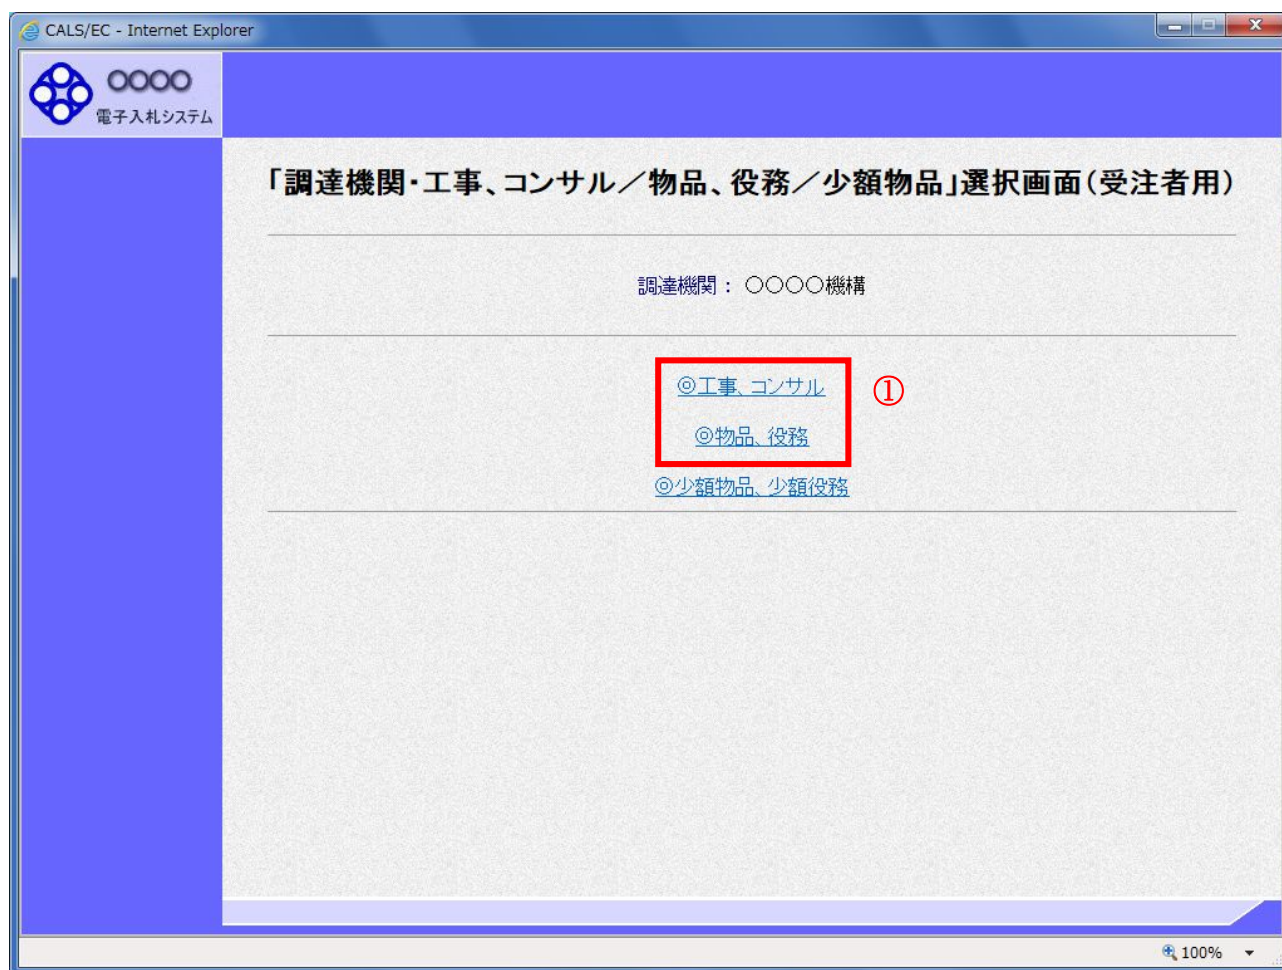 CALS/EC - Internet Explorer
○○○○
電子入札システム
「調達機関・工事、コンサル／物品、役務／少額物品」選択画面（受注者用）
調達機関： ○○○○機構
◎工事、コンサル
①
◎物品、役務
◎少額物品、少額役務
100%